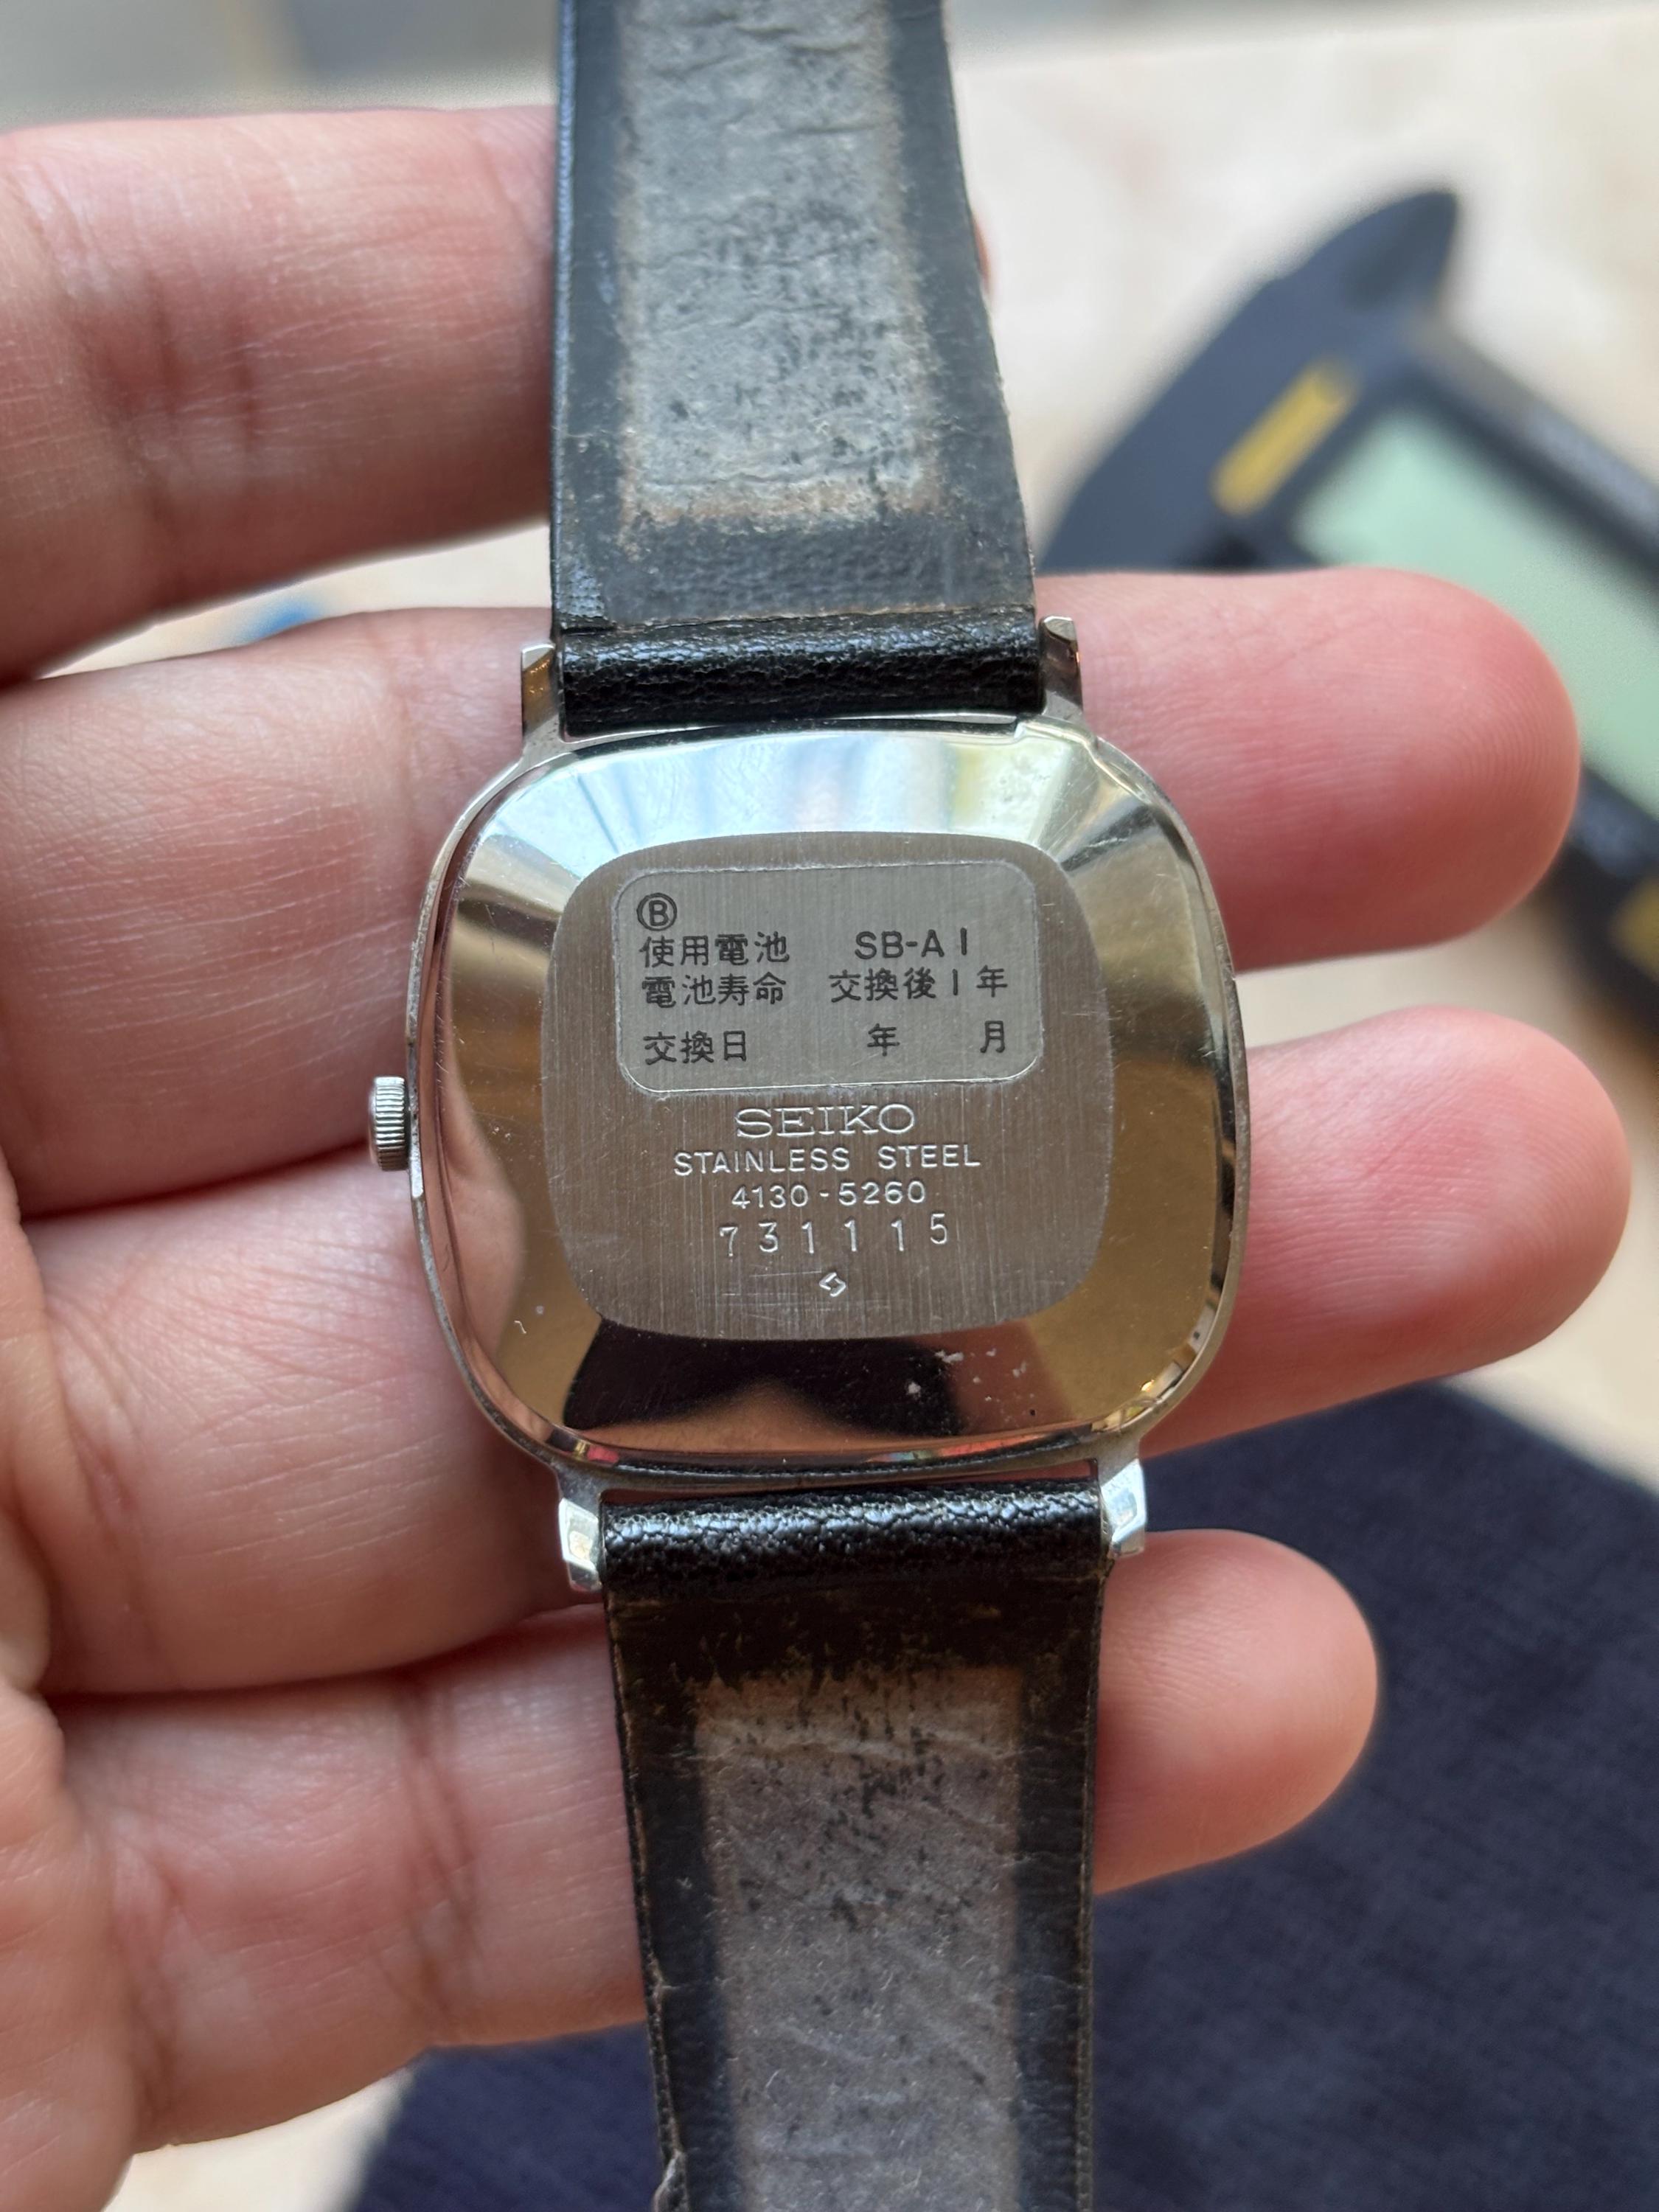 Ⓑ
使用電池 SB-A1
電池寿命 交換後1年
交換日 年 月
SEIKO
STAINLESS STEEL
4130-5260
731115